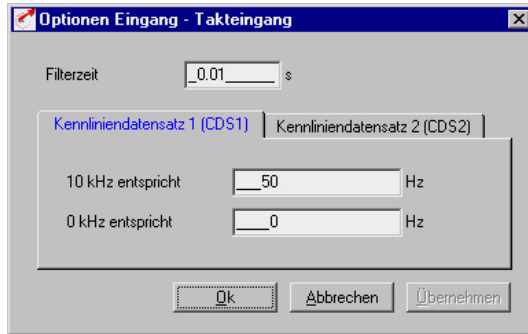 Optionen Eingang - Takteingang
Filterzeit _0.01______ s
Kennliniendatensatz 1 (CDS1) Kennliniendatensatz 2 (CDS2)
10 kHz entspricht ___50 Hz
0 kHz entspricht ____0 Hz
Ok Abbrechen Übernehmen